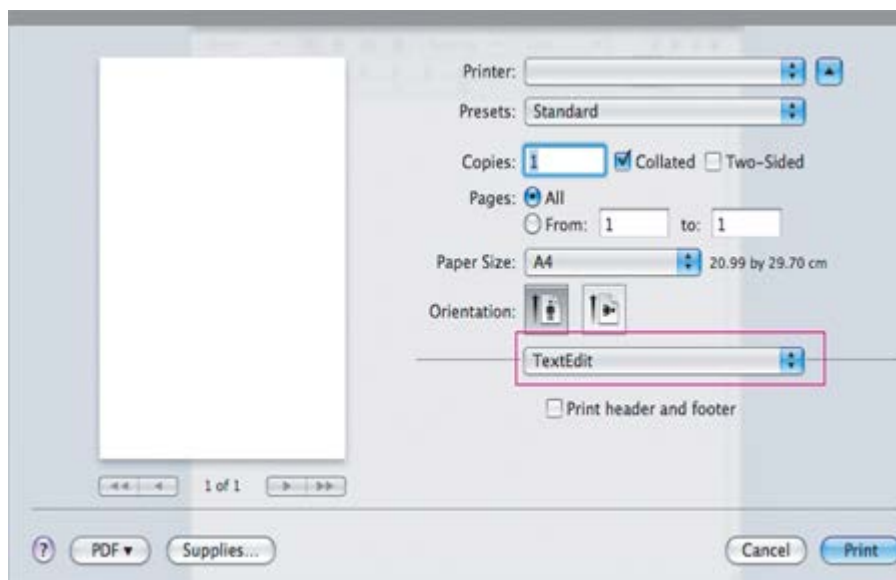 Printer:
Presets: Standard
Copies: 1 Collated Two-Sided
Pages: All
From: 1 to: 1
Paper Size: A4 20.99 by 29.70 cm
Orientation:
TextEdit
Print header and footer
1 of 1
? PDF Supplies... Cancel Print